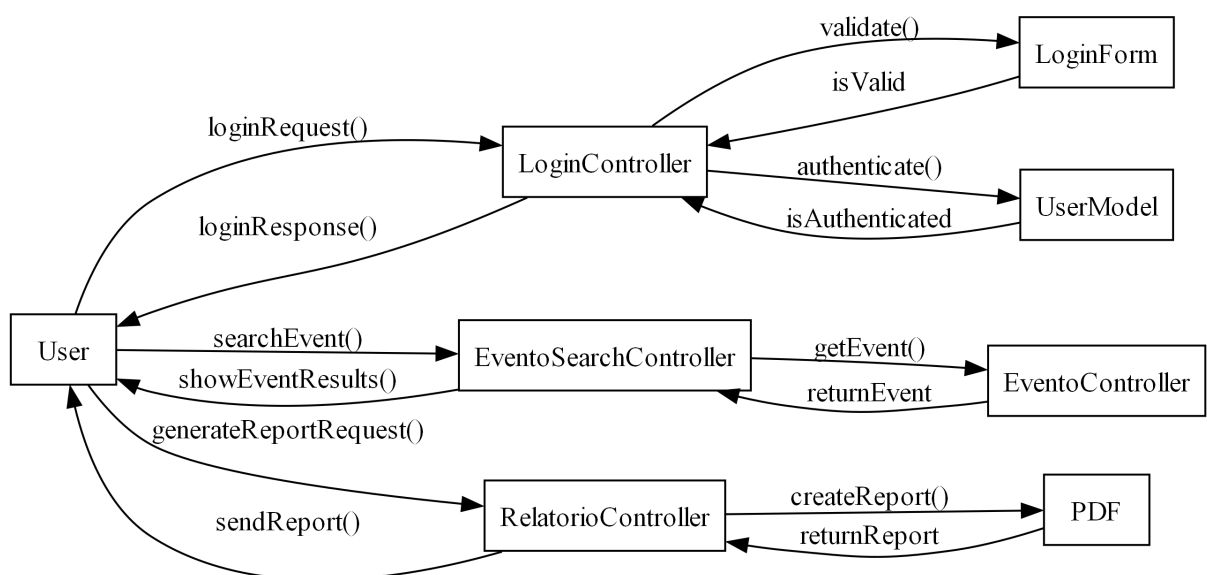 validate()
LoginForm
isValid
loginRequest()
LoginController
authenticate()
UserModel
isAuthenticated
loginResponse()
User
searchEvent()
EventoSearchController
getEvent()
EventoController
showEventResults()
returnEvent
generateReportRequest()
createReport()
RelatorioController
PDF
sendReport()
returnReport